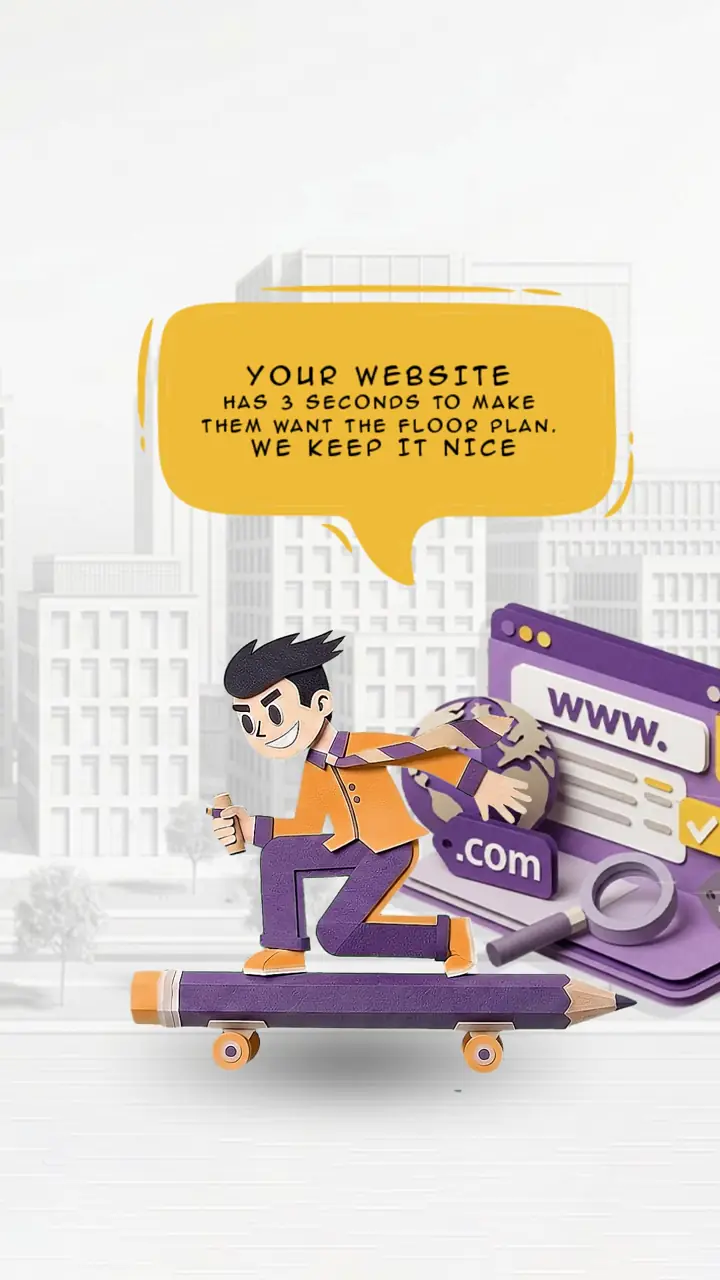 YOUR WEBSITE
HAS 3 SECONDS TO MAKE
THEM WANT THE FLOOR PLAN.
WE KEEP IT NICE
www.
.com